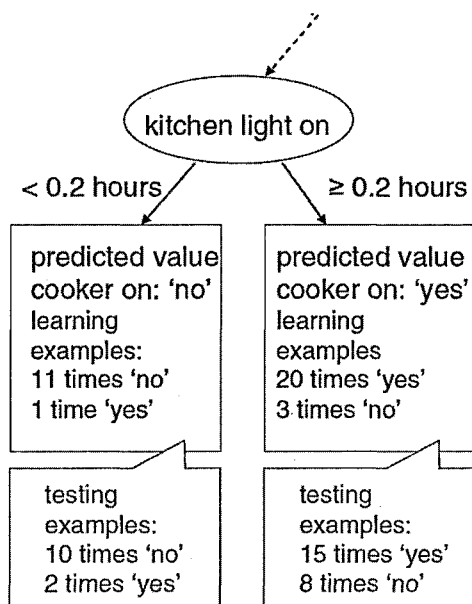 kitchen light on
< 0.2 hours
≥ 0.2 hours
predicted value
cooker on: ‘no’
learning
examples:
11 times ‘no’
1 time ‘yes’
predicted value
cooker on: ‘yes’
learning
examples
20 times ‘yes’
3 times ‘no’
testing
examples:
10 times ‘no’
2 times ‘yes’
testing
examples:
15 times ‘yes’
8 times ‘no’